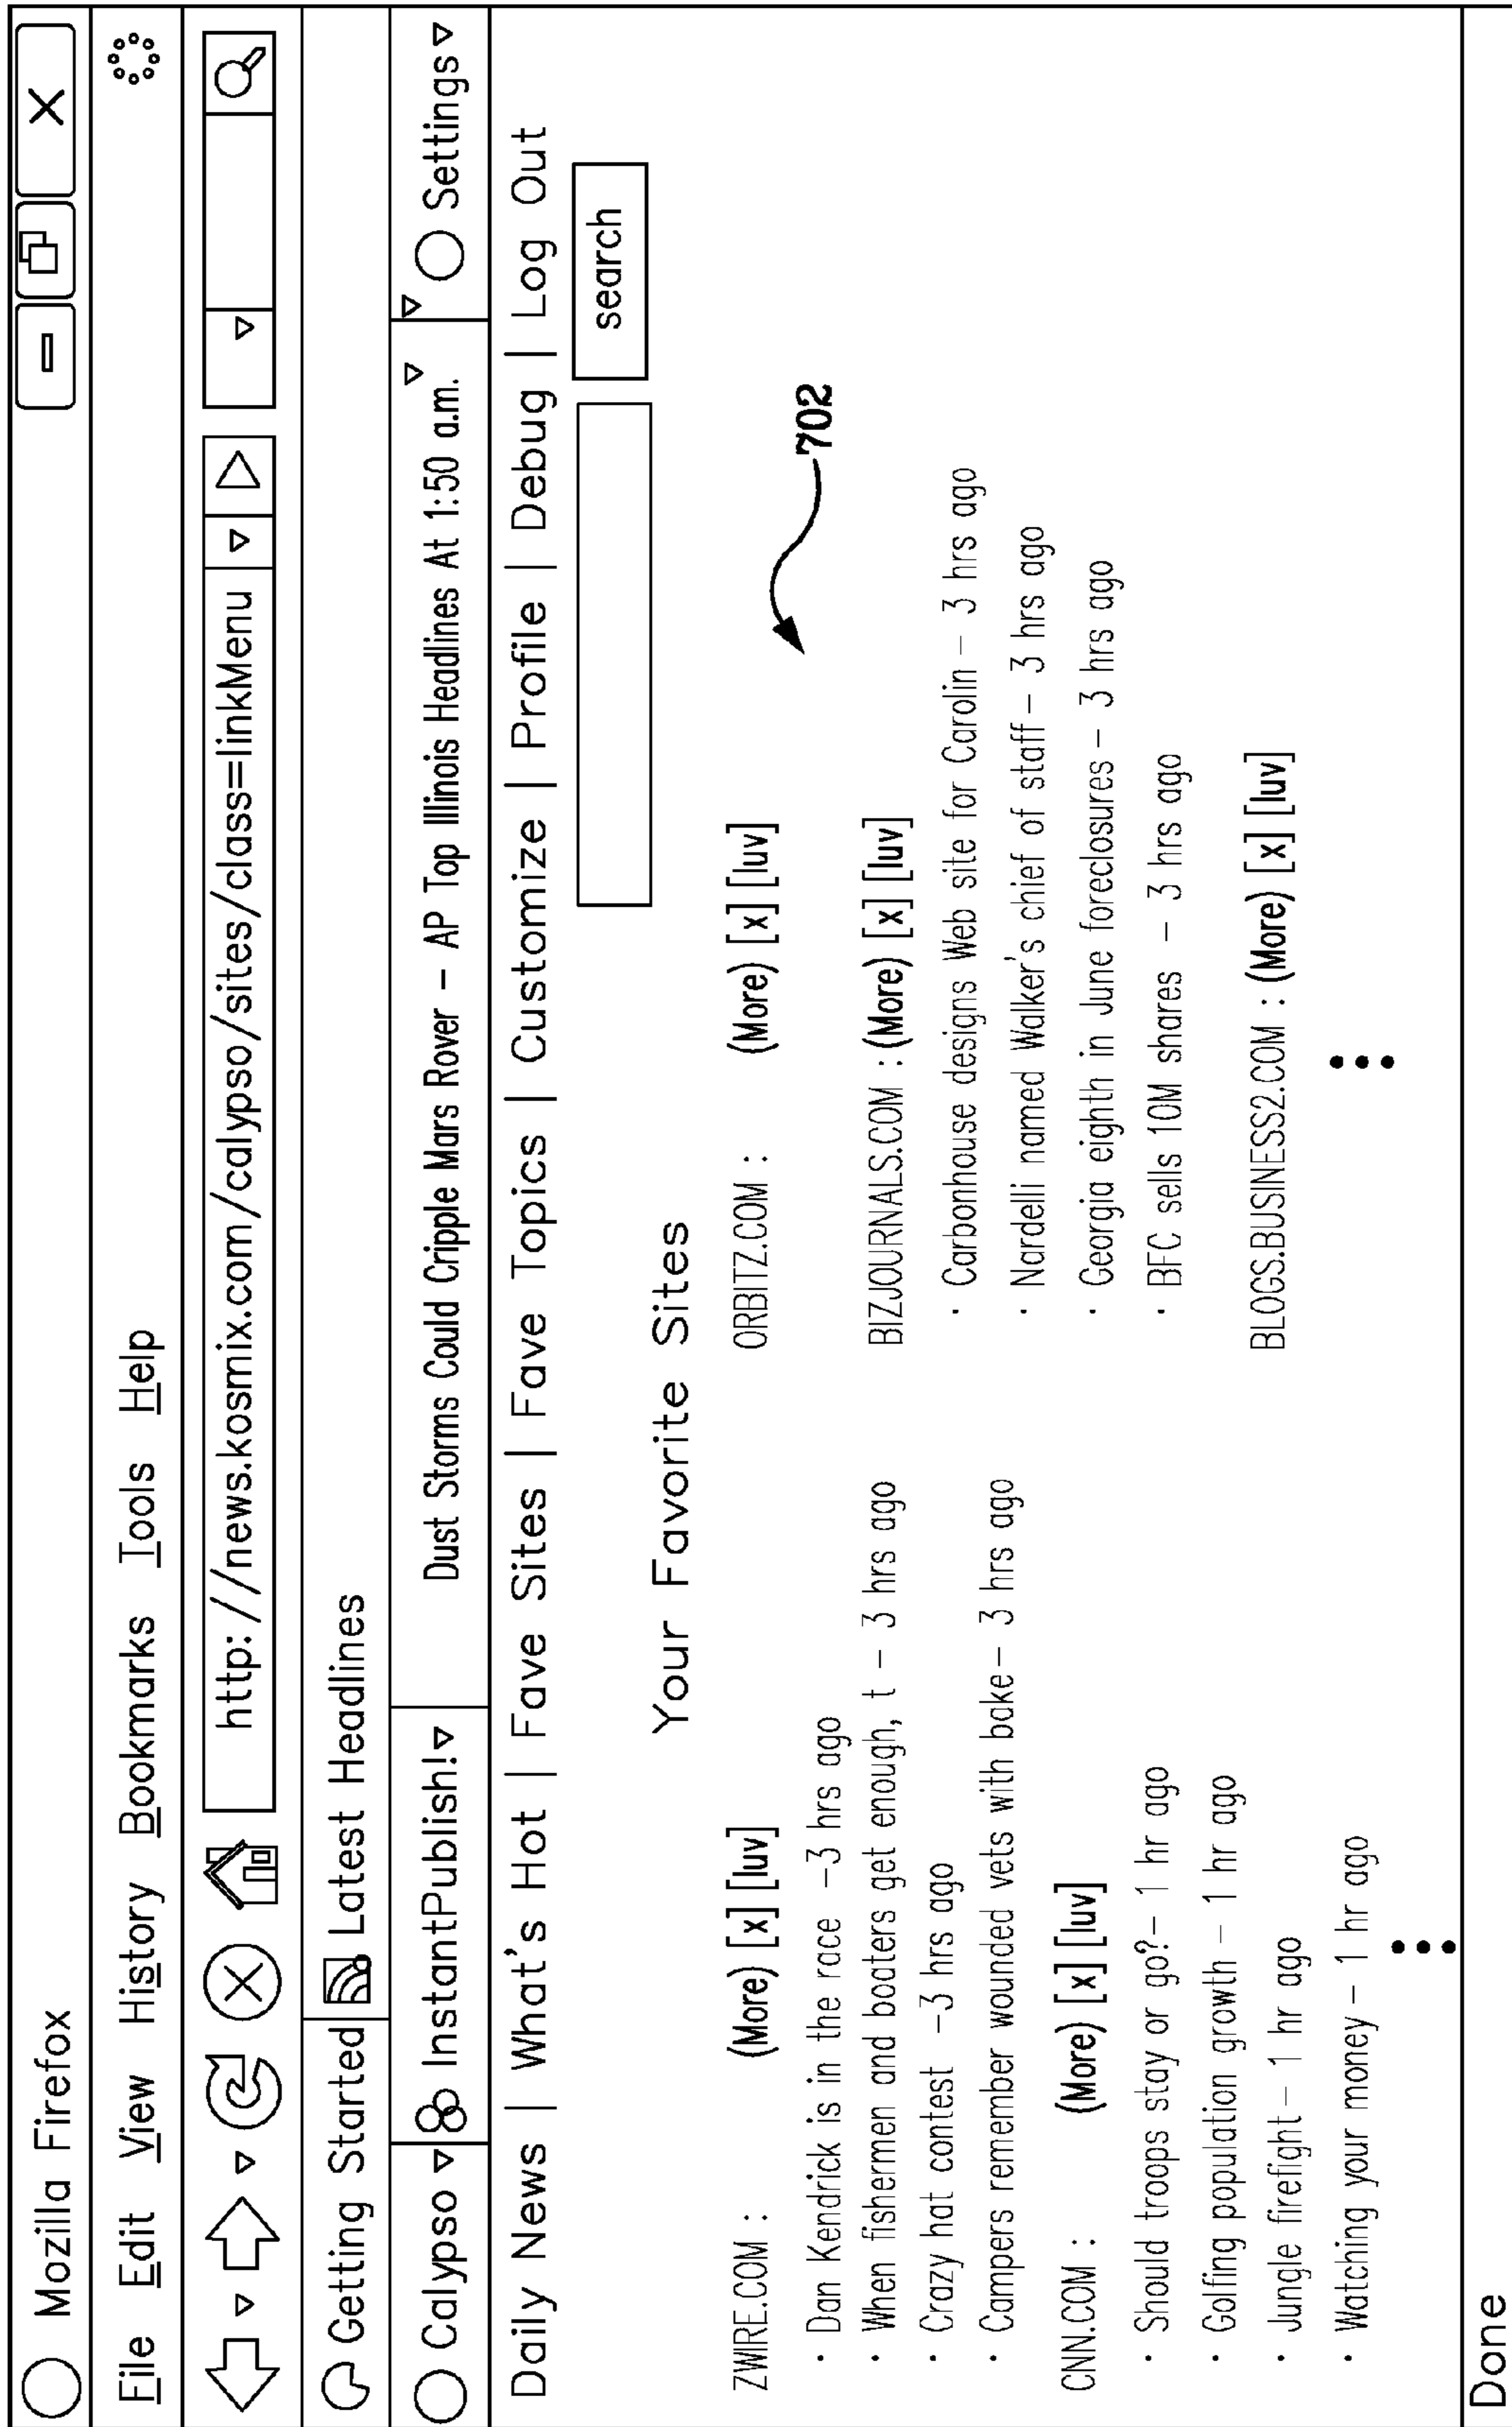 Mozilla Firefox
File Edit View History Bookmarks Tools Help
http://news.kosmix.com/calypso/sites/class=linkMenu
Getting Started Latest Headlines
Calypso InstantPublish! Dust Storms Could Cripple Mars Rover - AP Top Illinois Headlines At 1:50 a.m. Settings
Daily News | What's Hot | Fave Sites | Fave Topics | Customize | Profile | Debug | Log Out
search
Your Favorite Sites
702
ZWIRE.COM : (More) [x] [luv]
· Dan Kendrick is in the race -3 hrs ago
· When fishermen and boaters get enough, t - 3 hrs ago
· Crazy hat contest -3 hrs ago
· Campers remember wounded vets with bake- 3 hrs ago
CNN.COM : (More) [x] [luv]
· Should troops stay or go?- 1 hr ago
· Golfing population growth - 1 hr ago
· Jungle firefight- 1 hr ago
· Watching your money - 1 hr ago
ORBITZ.COM : (More) [x] [luv]
BIZJOURNALS.COM : (More) [x] [luv]
· Carbonhouse designs Web site for Carolin - 3 hrs ago
· Nardelli named Walker's chief of staff - 3 hrs ago
· Georgia eighth in June foreclosures - 3 hrs ago
· BFC sells 10M shares - 3 hrs ago
BLOGS.BUSINESS2.COM : (More) [x] [luv]
Done